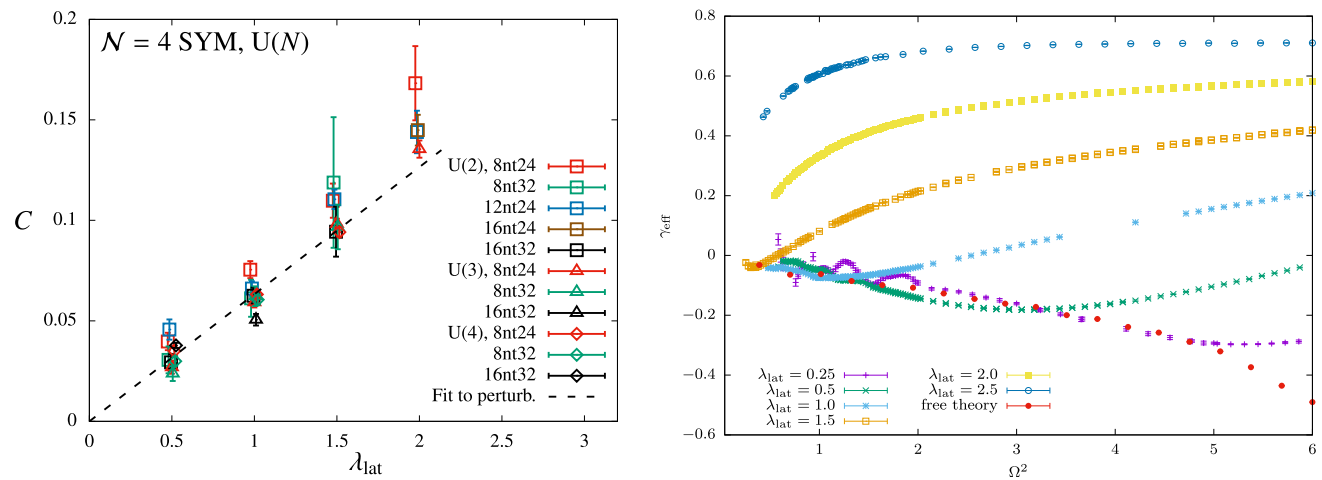 𝒩 = 4 SYM, U(N)
0.2
0.15
C
0.1
0.05
0
U(2), 8nt24
8nt32
12nt24
16nt24
16nt32
U(3), 8nt24
8nt32
16nt32
U(4), 8nt24
8nt32
16nt32
Fit to perturb.
0 0.5 1 1.5 2 2.5 3
λlat
0.8
0.6
0.4
0.2
γeff
0
−0.2
−0.4
−0.6
λlat = 0.25
λlat = 0.5
λlat = 1.0
λlat = 1.5
λlat = 2.0
λlat = 2.5
free theory
1 2 3 4 5 6
Ω²